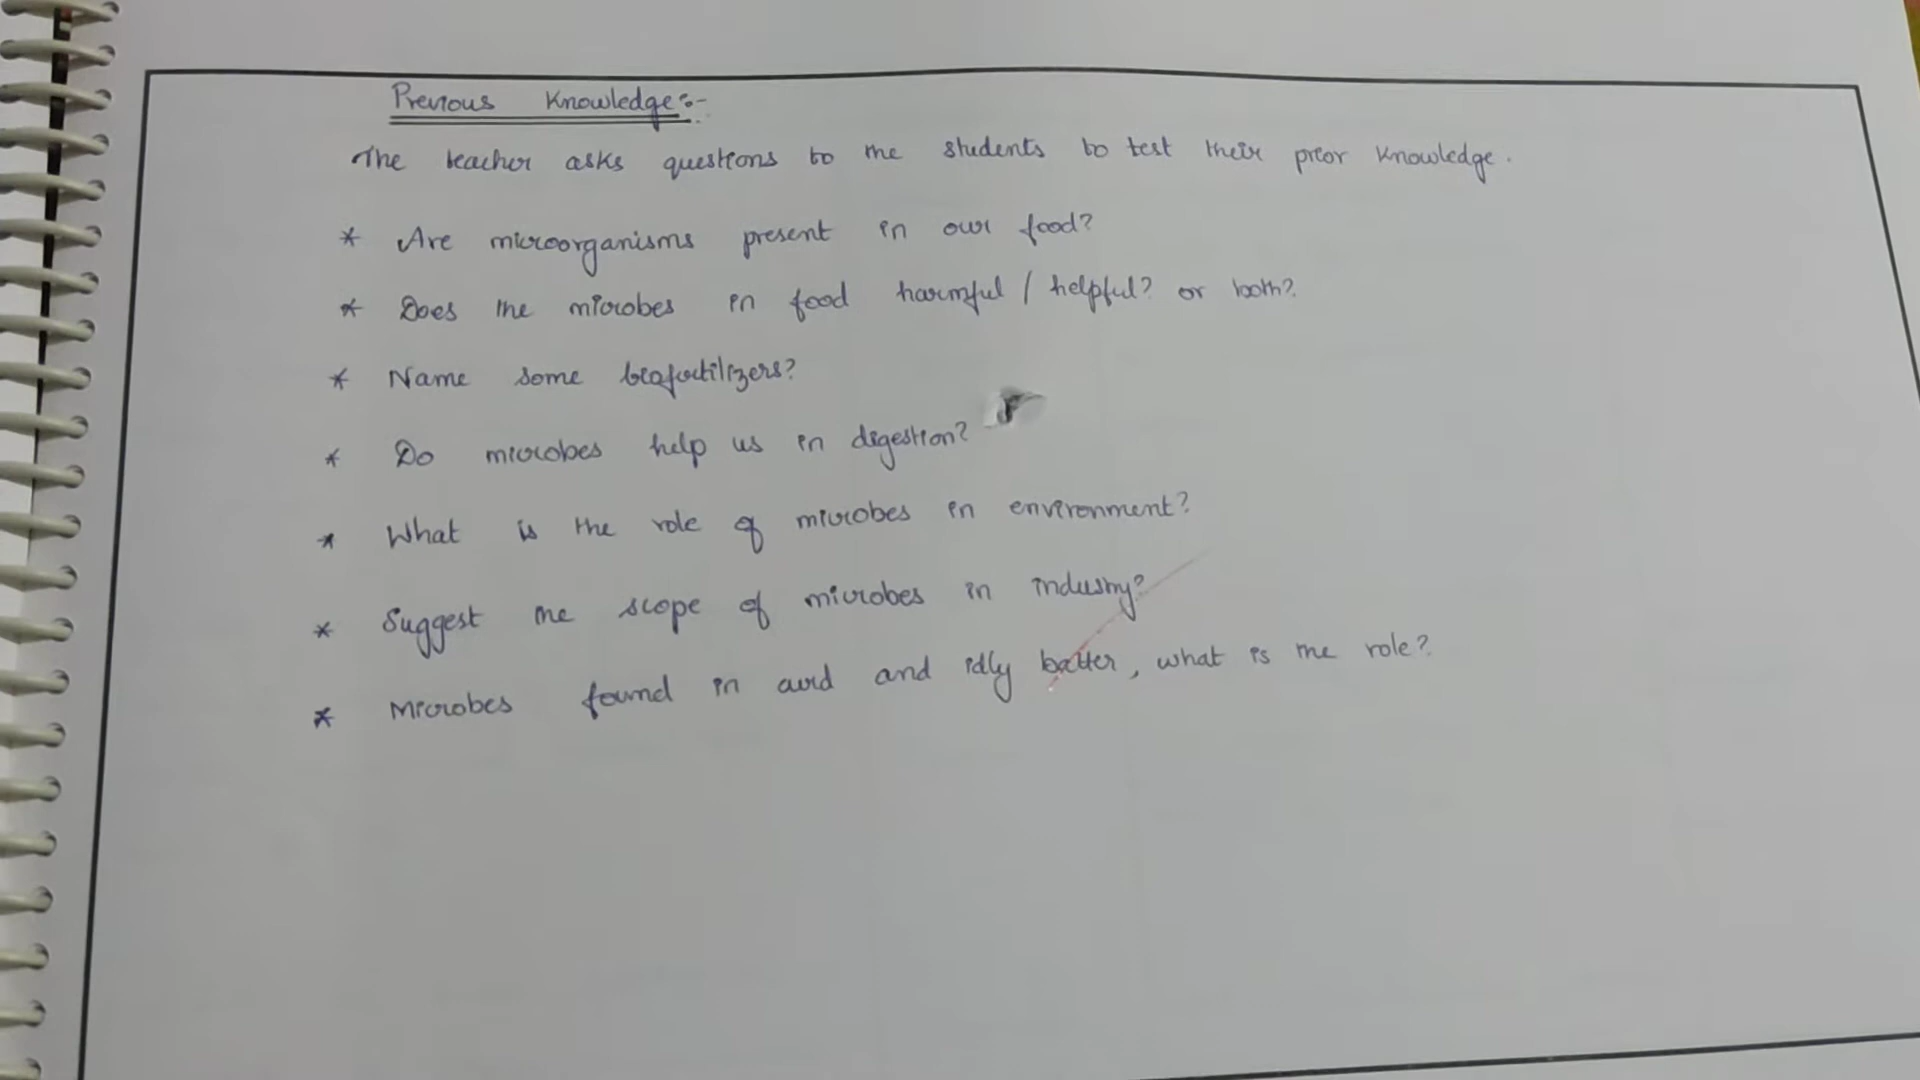 Previous Knowledge:-
The teacher asks questions to the students to test their prior knowledge.
* Are microorganisms present in our food?
* Does the microbes in food harmful / helpful? or both?
* Name some biofertilizers?
* Do microbes help us in digestion?
* What is the role of microbes in environment?
* Suggest the scope of microbes in industry?
* Microbes found in curd and idly batter, what is the role?